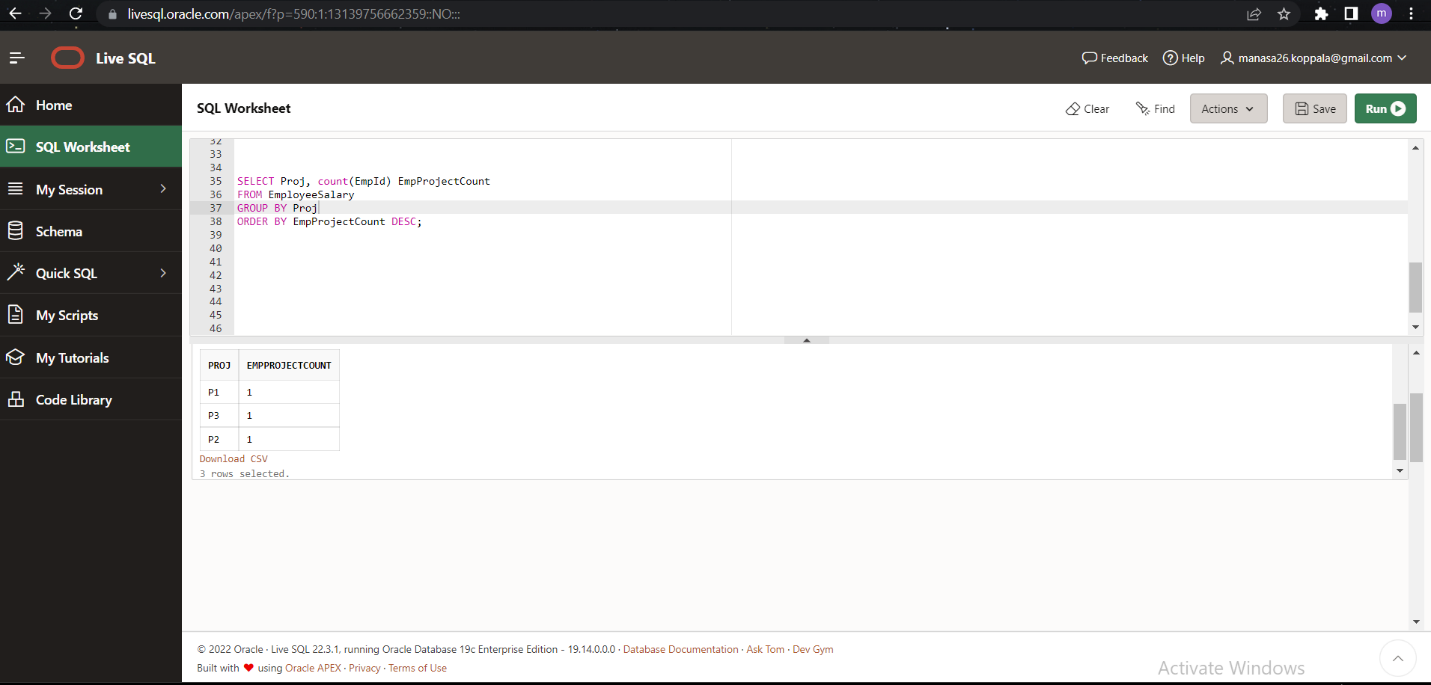 livesql.oracle.com/apex/f?p=590:1:13139756662359::NO:::
m
Live SQL
Feedback
Help
manasa26.koppala@gmail.com
Home
SQL Worksheet
My Session
Schema
Quick SQL
My Scripts
My Tutorials
Code Library
SQL Worksheet
Clear
Find
Actions
Save
Run
32
33
34
35 SELECT Proj, count(EmpId) EmpProjectCount
36 FROM EmployeeSalary
37 GROUP BY Proj
38 ORDER BY EmpProjectCount DESC;
39
40
41
42
43
44
45
46
PROJ EMPPROJECTCOUNT
P1 1
P3 1
P2 1
Download CSV
3 rows selected.
© 2022 Oracle · Live SQL 22.3.1, running Oracle Database 19c Enterprise Edition - 19.14.0.0.0 · Database Documentation · Ask Tom · Dev Gym
Built with ♥ using Oracle APEX · Privacy · Terms of Use
Activate Windows